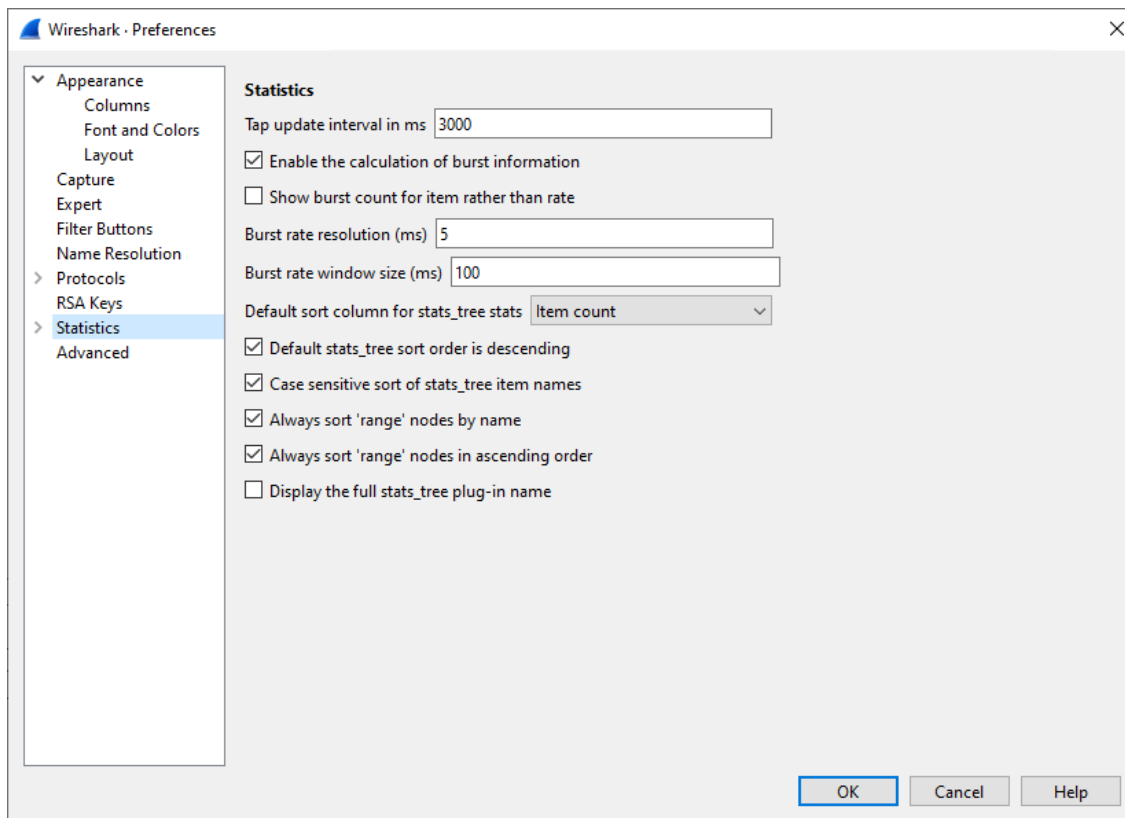 Wireshark · Preferences
Appearance
Columns
Font and Colors
Layout
Capture
Expert
Filter Buttons
Name Resolution
Protocols
RSA Keys
Statistics
Advanced
Statistics
Tap update interval in ms 3000
Enable the calculation of burst information
Show burst count for item rather than rate
Burst rate resolution (ms) 5
Burst rate window size (ms) 100
Default sort column for stats_tree stats Item count
Default stats_tree sort order is descending
Case sensitive sort of stats_tree item names
Always sort 'range' nodes by name
Always sort 'range' nodes in ascending order
Display the full stats_tree plug-in name
OK Cancel Help